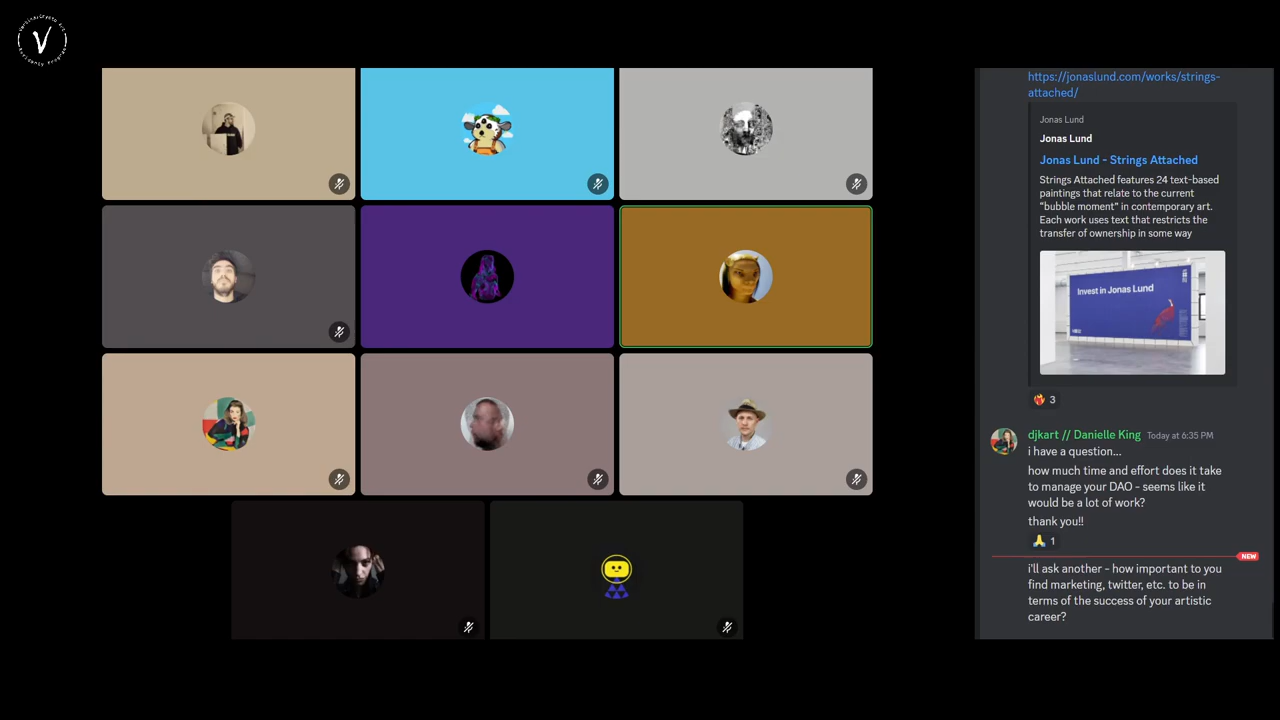 V
https://jonaslund.com/works/strings-
attached/
Jonas Lund
Jonas Lund
Jonas Lund - Strings Attached
Strings Attached features 24 text-based
paintings that relate to the current
“bubble moment” in contemporary art.
Each work uses text that restricts the
transfer of ownership in some way
Invest in Jonas Lund
3
djkart // Danielle King Today at 6:35 PM
i have a question...
how much time and effort does it take
to manage your DAO - seems like it
would be a lot of work?
thank you!!
1
NEW
i'll ask another - how important to you
find marketing, twitter, etc. to be in
terms of the success of your artistic
career?